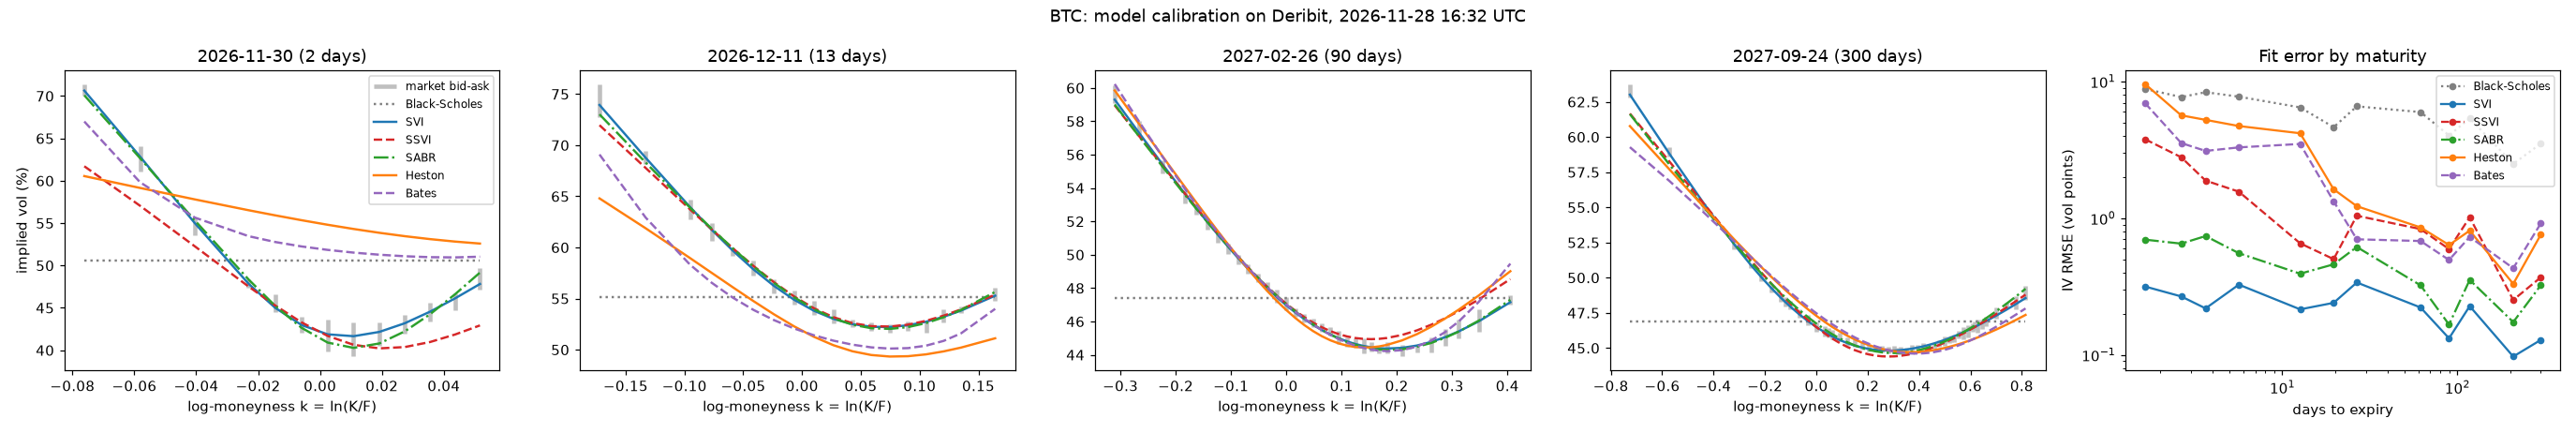 BTC: model calibration on Deribit, 2026-11-28 16:32 UTC
2026-11-30 (2 days)
implied vol (%)
70
65
60
55
50
45
40
market bid-ask
Black-Scholes
SVI
SSVI
SABR
Heston
Bates
−0.08 −0.06 −0.04 −0.02 0.00 0.02 0.04
log-moneyness k = ln(K/F)
2026-12-11 (13 days)
75
70
65
60
55
50
−0.15 −0.10 −0.05 0.00 0.05 0.10 0.15
log-moneyness k = ln(K/F)
2027-02-26 (90 days)
60
58
56
54
52
50
48
46
44
−0.3 −0.2 −0.1 0.0 0.1 0.2 0.3 0.4
log-moneyness k = ln(K/F)
2027-09-24 (300 days)
62.5
60.0
57.5
55.0
52.5
50.0
47.5
45.0
−0.8 −0.6 −0.4 −0.2 0.0 0.2 0.4 0.6 0.8
log-moneyness k = ln(K/F)
Fit error by maturity
IV RMSE (vol points)
10¹
10⁰
10⁻¹
Black-Scholes
SVI
SSVI
SABR
Heston
Bates
10¹ 10²
days to expiry